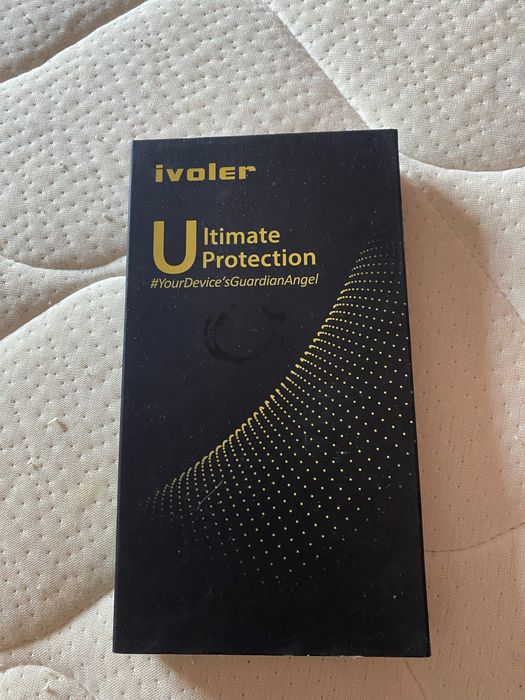 ivoler
Ultimate
Protection
#YourDevice'sGuardianAngel